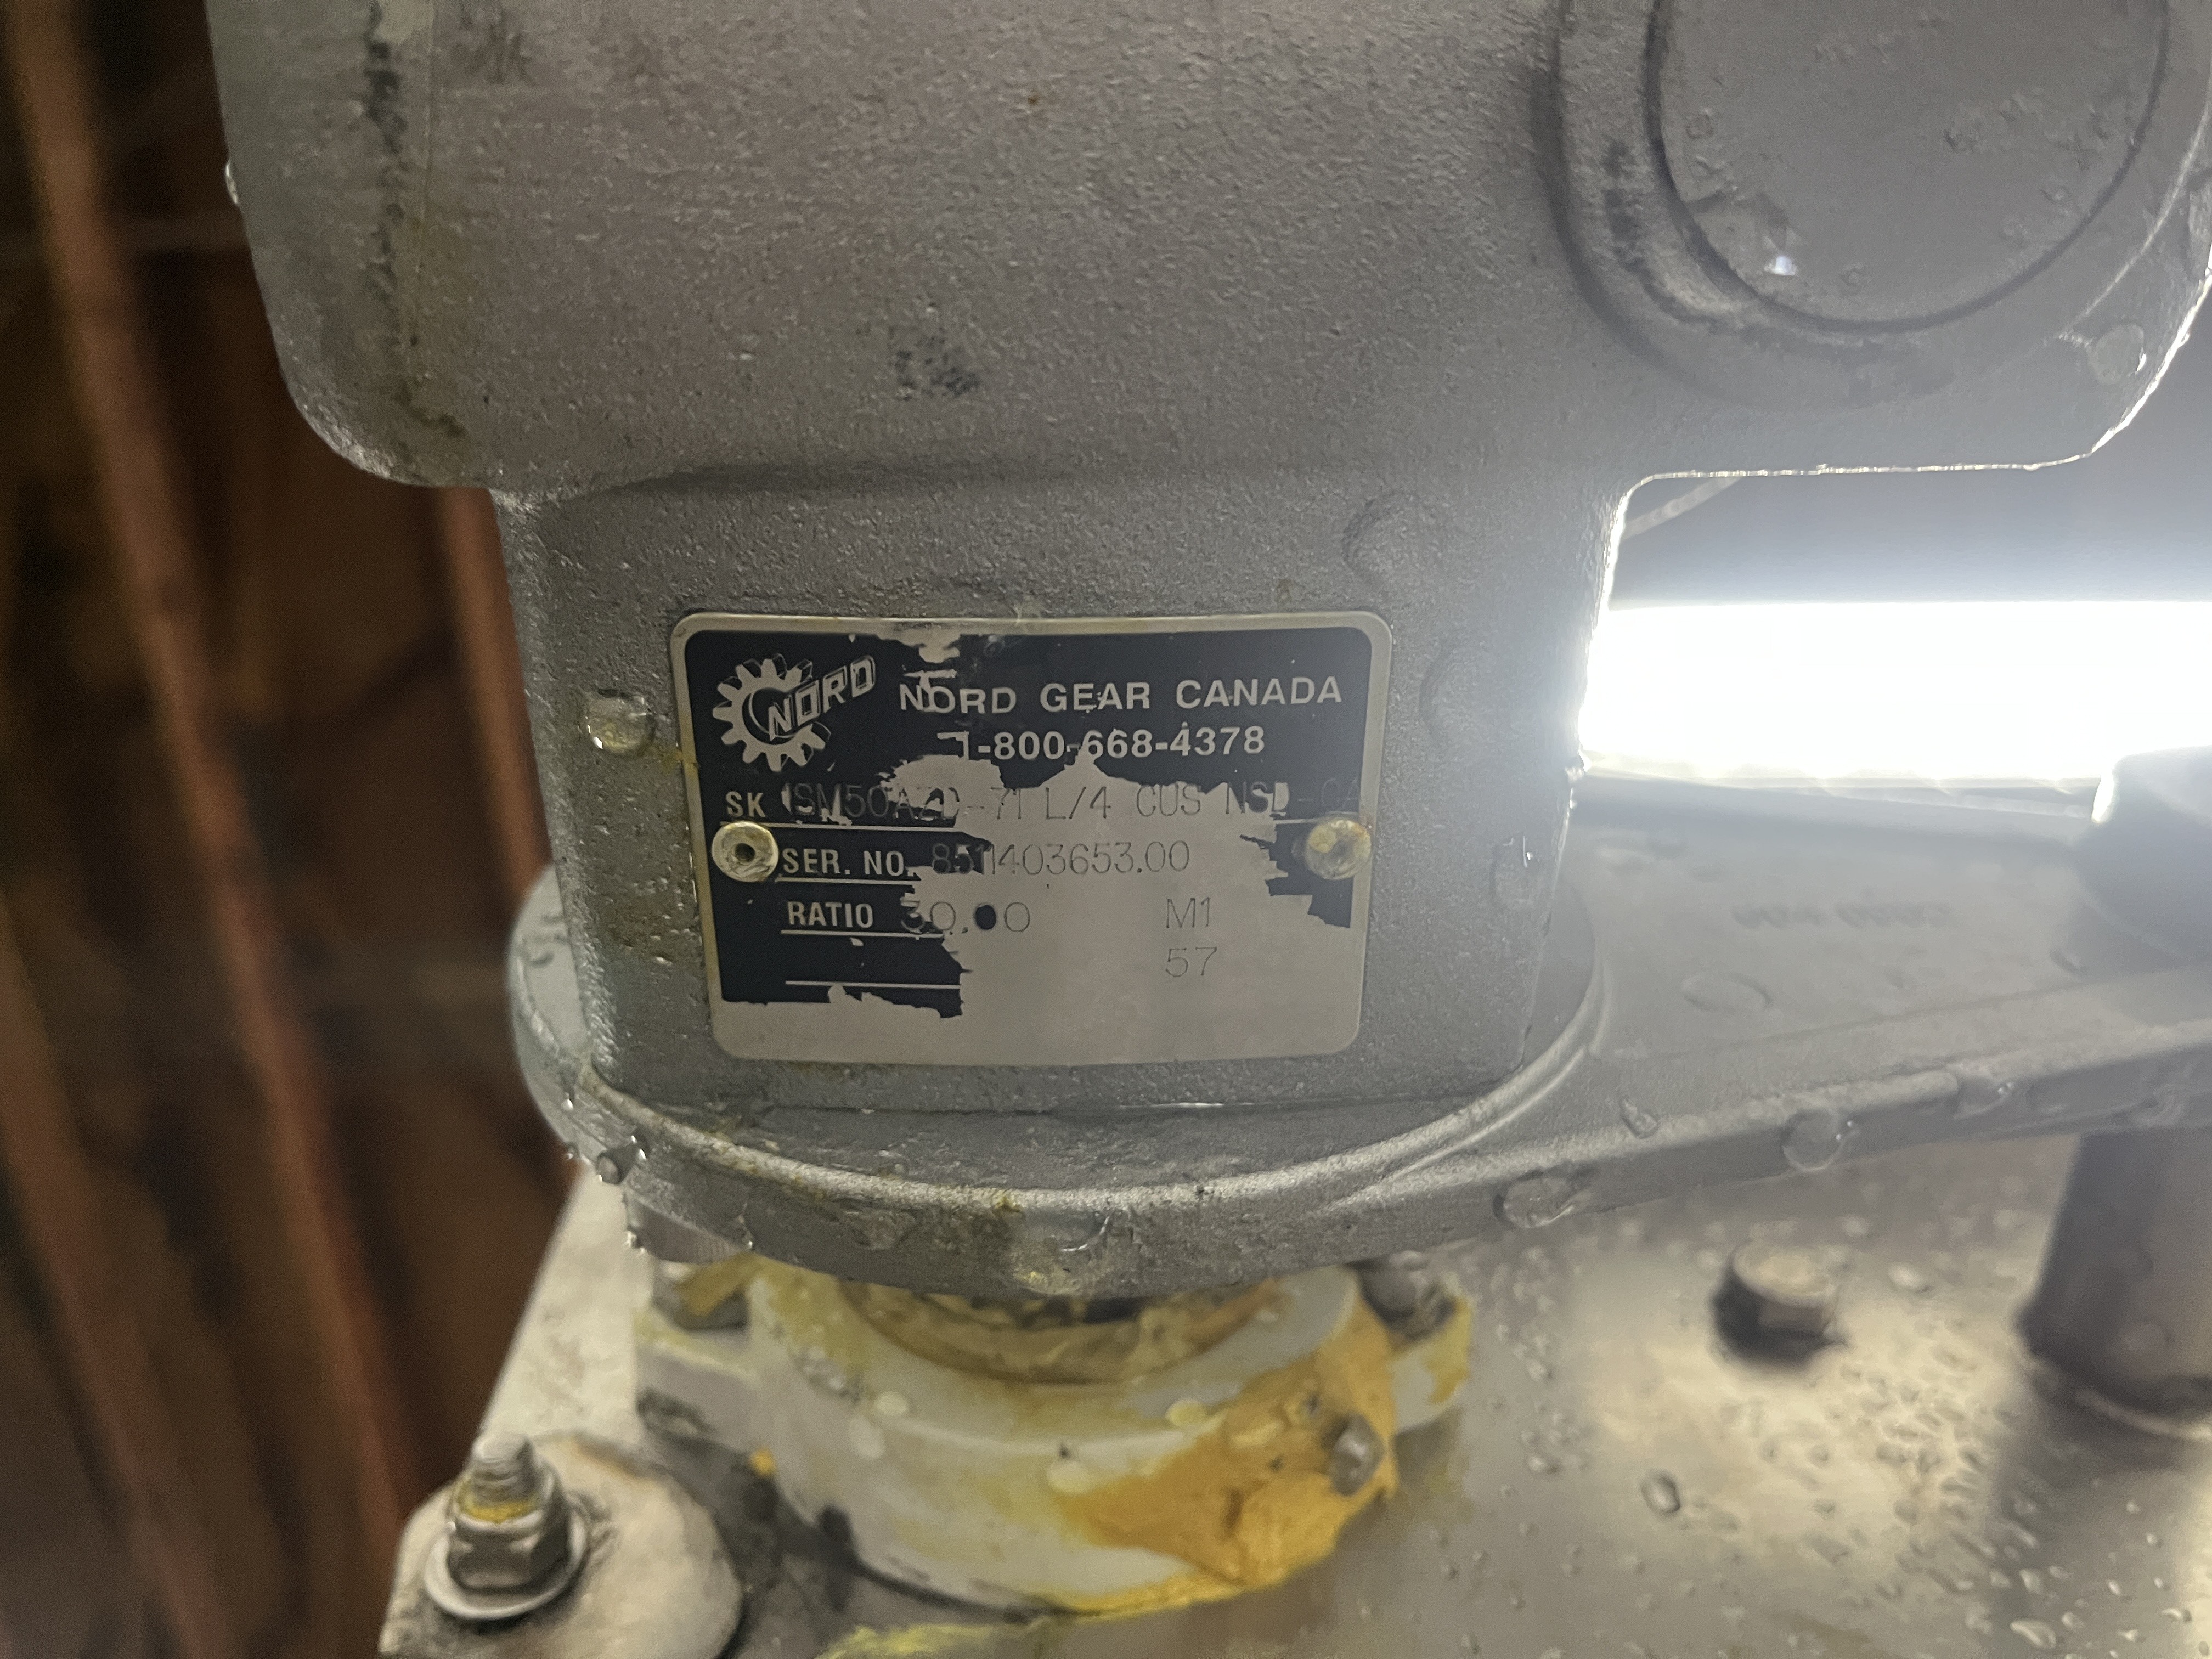 NORD
NORD GEAR CANADA
1-800-668-4378
SK 1SM50AZD-71 L/4 CUS NSD-CA
SER. NO. 851403653.00
RATIO 30.00 M1
57